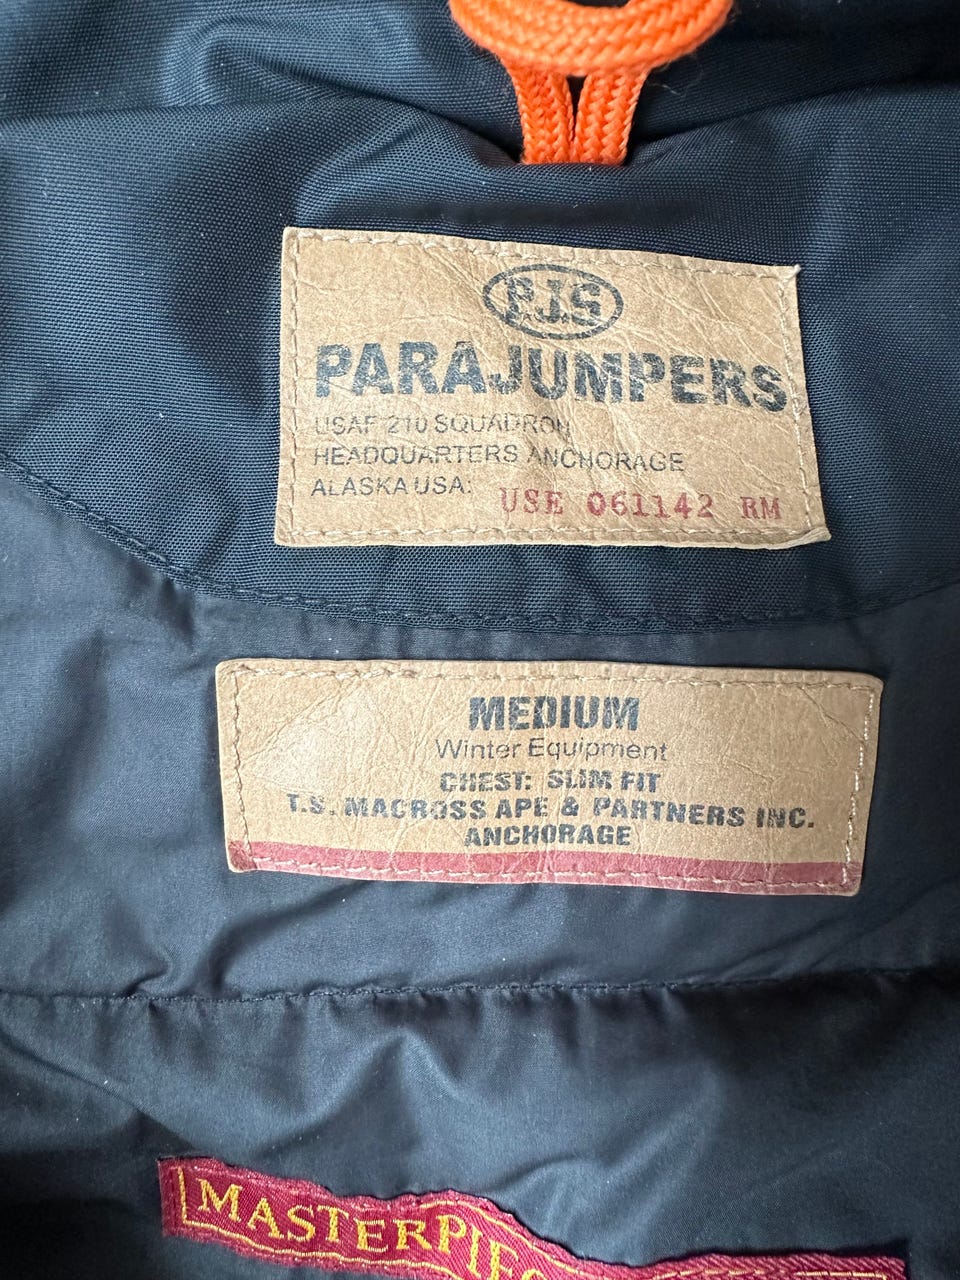 P.J.S
PARAJUMPERS
USAF 210 SQUADRON
HEADQUARTERS ANCHORAGE
ALASKA USA: USE 061142 RM
MEDIUM
Winter Equipment
CHEST: SLIM FIT
T.S. MACROSS APE & PARTNERS INC.
ANCHORAGE
MASTERPIEC